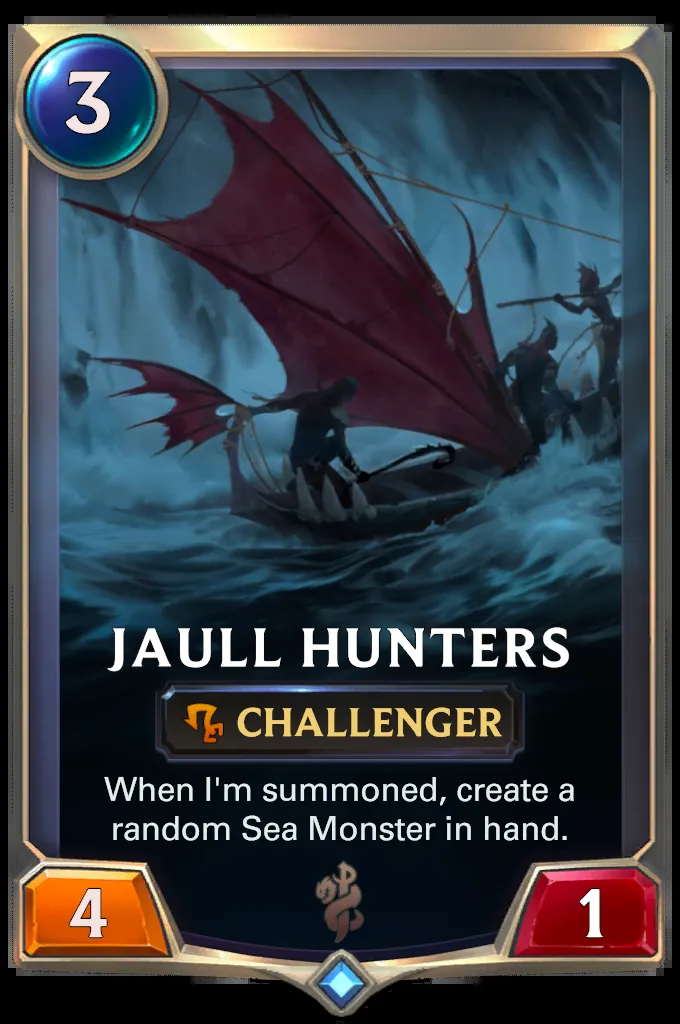 3
JAULL HUNTERS
CHALLENGER
When I'm summoned, create a
random Sea Monster in hand.
4
1